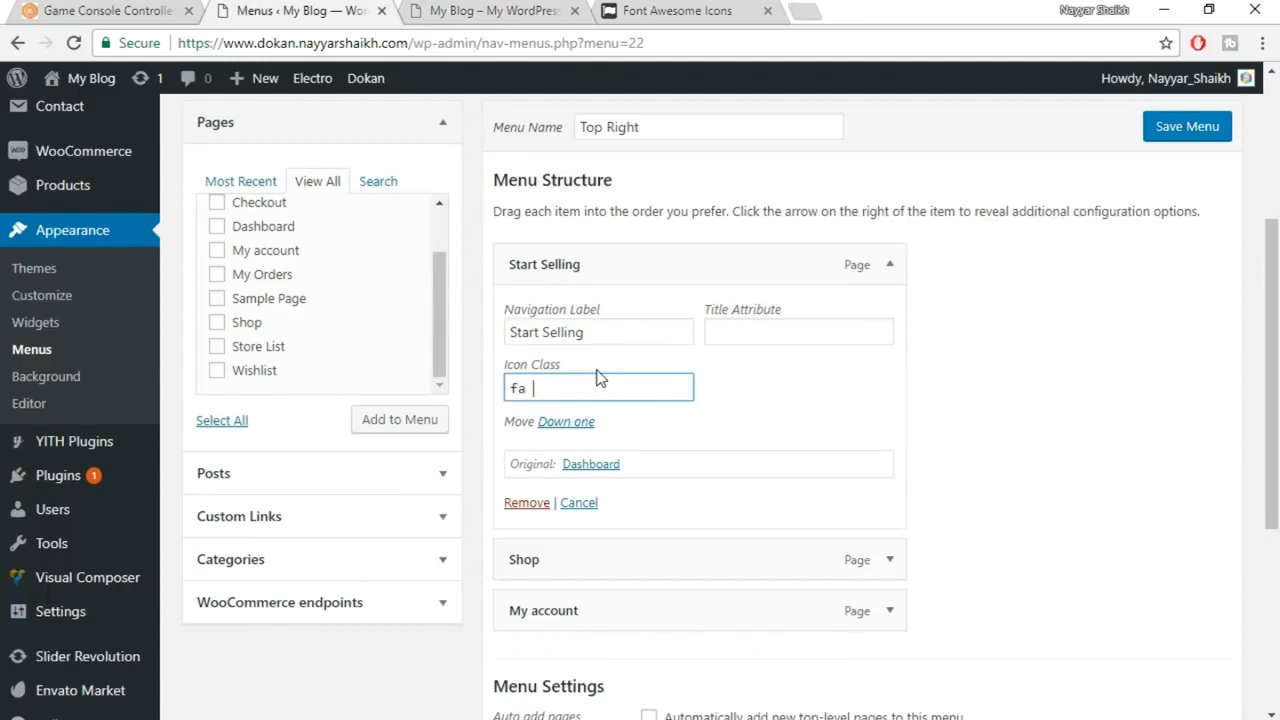 Game Console Controlle
Menus ‹ My Blog — Wor
My Blog – My WordPres
Font Awesome Icons
Nayyar Shaikh
Secure
https://www.dokan.nayyarshaikh.com/wp-admin/nav-menus.php?menu=22
My Blog
1
0
New
Electro
Dokan
Howdy, Nayyar_Shaikh
Contact
WooCommerce
Products
Appearance
Themes
Customize
Widgets
Menus
Background
Editor
YITH Plugins
Plugins 1
Users
Tools
Visual Composer
Settings
Slider Revolution
Envato Market
Pages
Most Recent
View All
Search
Checkout
Dashboard
My account
My Orders
Sample Page
Shop
Store List
Wishlist
Select All
Add to Menu
Posts
Custom Links
Categories
WooCommerce endpoints
Menu Name
Top Right
Save Menu
Menu Structure
Drag each item into the order you prefer. Click the arrow on the right of the item to reveal additional configuration options.
Start Selling
Page
Navigation Label
Title Attribute
Start Selling
Icon Class
fa
Move Down one
Original: Dashboard
Remove | Cancel
Shop
Page
My account
Page
Menu Settings
Auto add pages
Automatically add new top-level pages to this menu